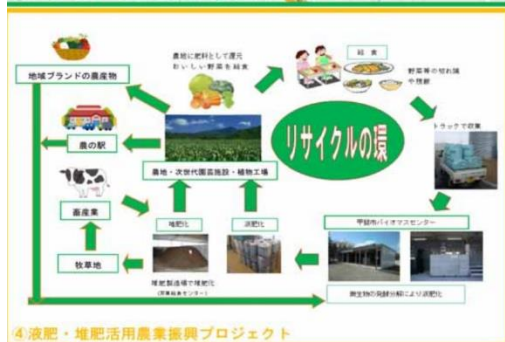 地域ブランドの農産物
農地に肥料として還元
おいしい野菜を給食
給食
野菜等の切れ端
や残飯
トラックで収集
農の駅
リサイクルの環
農地・次世代園芸施設・植物工場
畜産業
堆肥化
液肥化
甲斐市バイオマスセンター
牧草地
堆肥製造場で堆肥化
微生物の発酵分解により液肥化
④液肥・堆肥活用農業振興プロジェクト